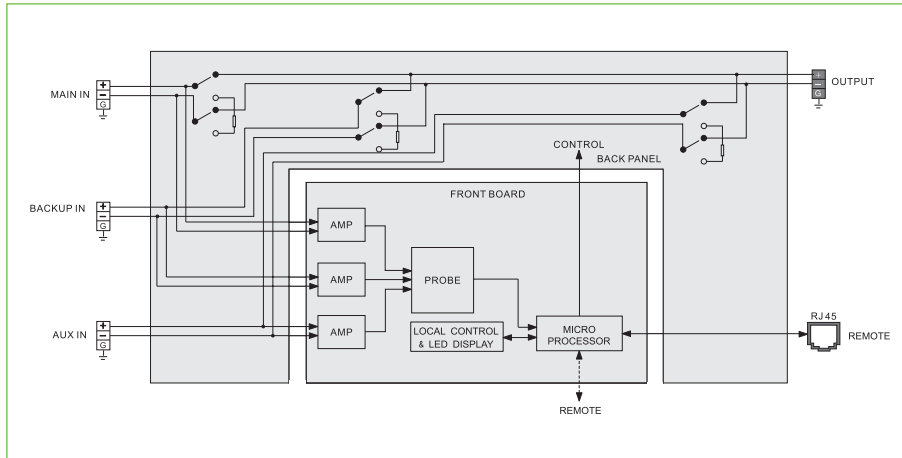 MAIN IN
+
−
G
+
−
G
OUTPUT
CONTROL
BACK PANEL
FRONT BOARD
BACKUP IN
+
−
G
AMP
AMP
PROBE
AUX IN
+
−
G
AMP
LOCAL CONTROL
& LED DISPLAY
MICRO
PROCESSOR
RJ45
REMOTE
REMOTE